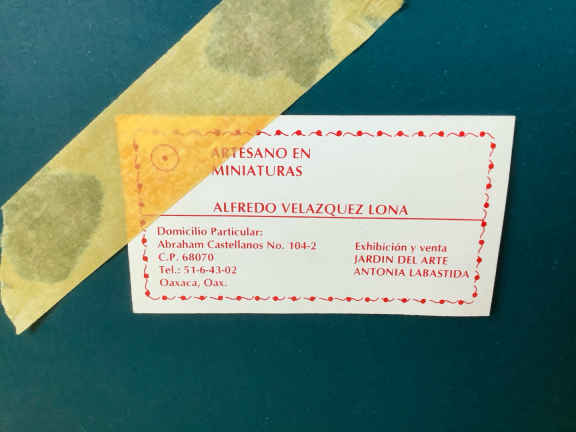 ARTESANO EN
MINIATURAS
ALFREDO VELAZQUEZ LONA
Domicilio Particular:
Abraham Castellanos No. 104-2
C.P. 68070
Tel.: 51-6-43-02
Oaxaca, Oax.
Exhibición y venta
JARDIN DEL ARTE
ANTONIA LABASTIDA